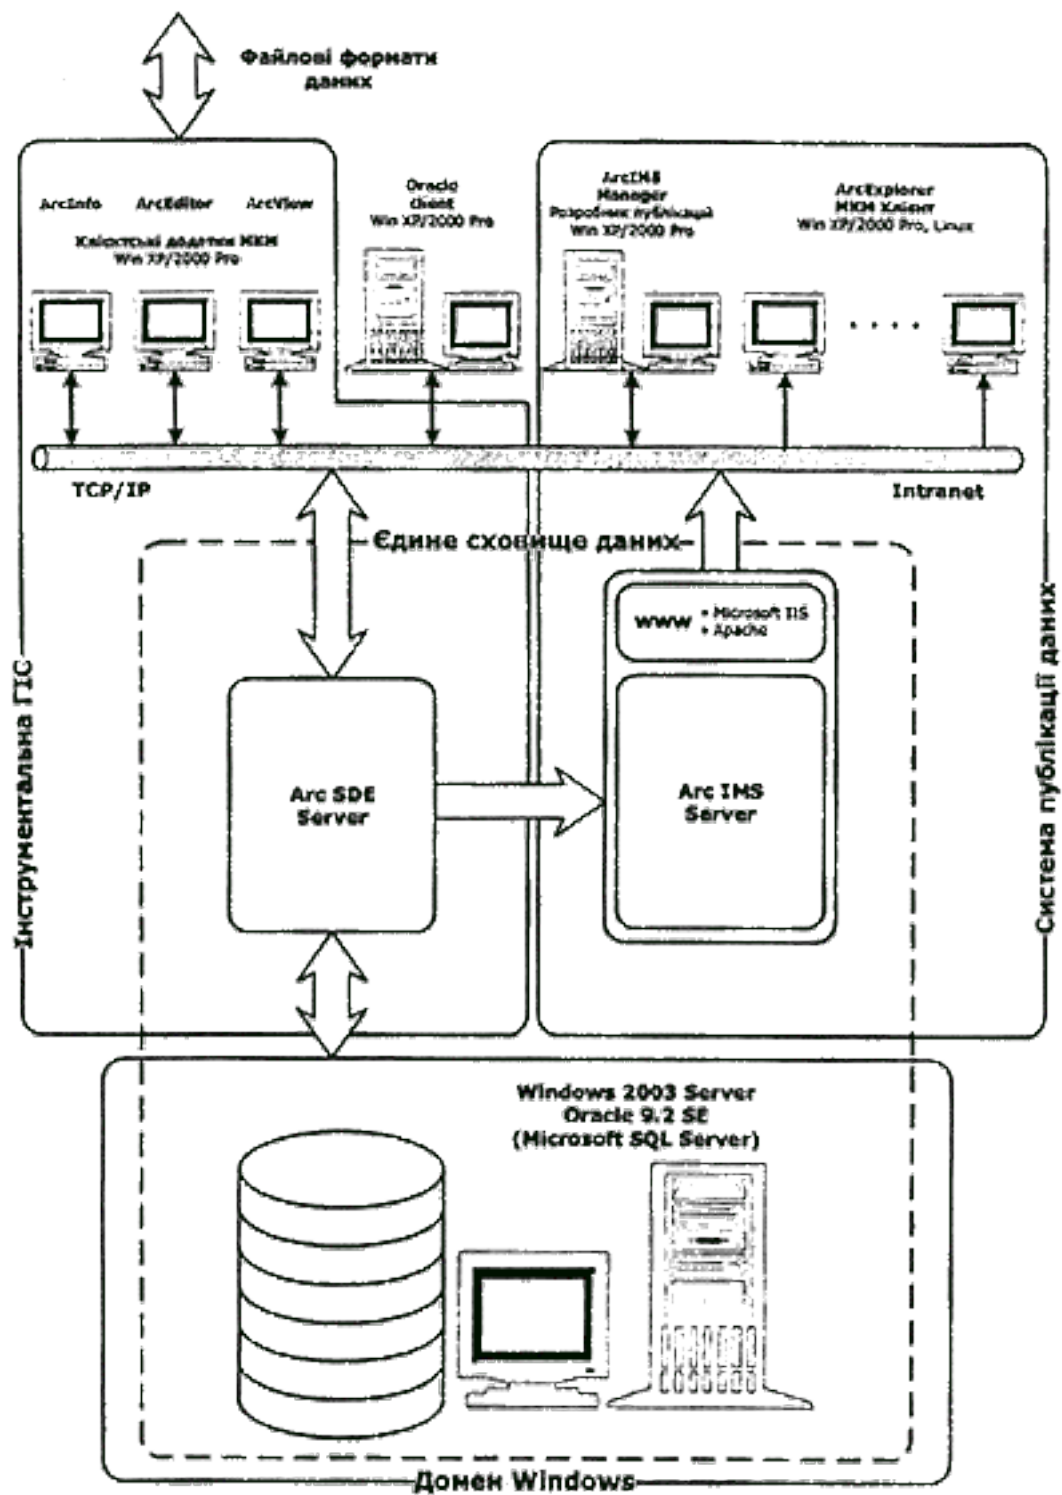 Файлові формати
даних
ArcInfo
ArcEditor
ArcView
Клієнтські додатки МКМ
Win XP/2000 Pro
Oracle
client
Win XP/2000 Pro
ArcIMS
Manager
Розробник публікацій
Win XP/2000 Pro
ArcExplorer
МКМ Клієнт
Win XP/2000 Pro, Linux
TCP/IP
Intranet
Єдине сховище даних
www
• Microsoft IIS
• Apache
Arc SDE
Server
Arc IMS
Server
Інструментальна ГІС
Система публікації даних
Windows 2003 Server
Oracle 9.2 SE
(Microsoft SQL Server)
Домен Windows